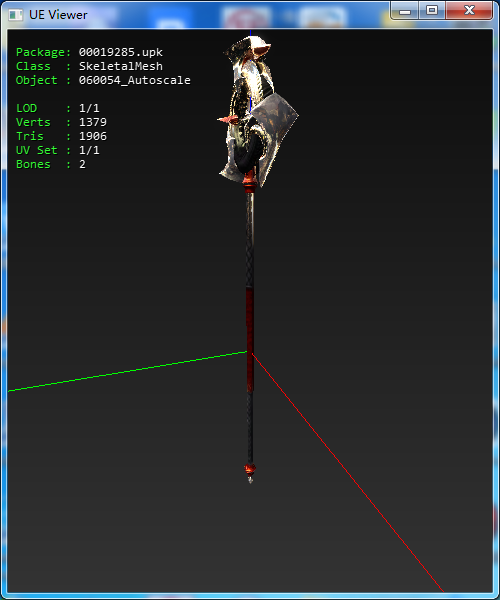 UE Viewer
Package: 00019285.upk
Class : SkeletalMesh
Object : 060054_Autoscale
LOD : 1/1
Verts : 1379
Tris : 1906
UV Set : 1/1
Bones : 2